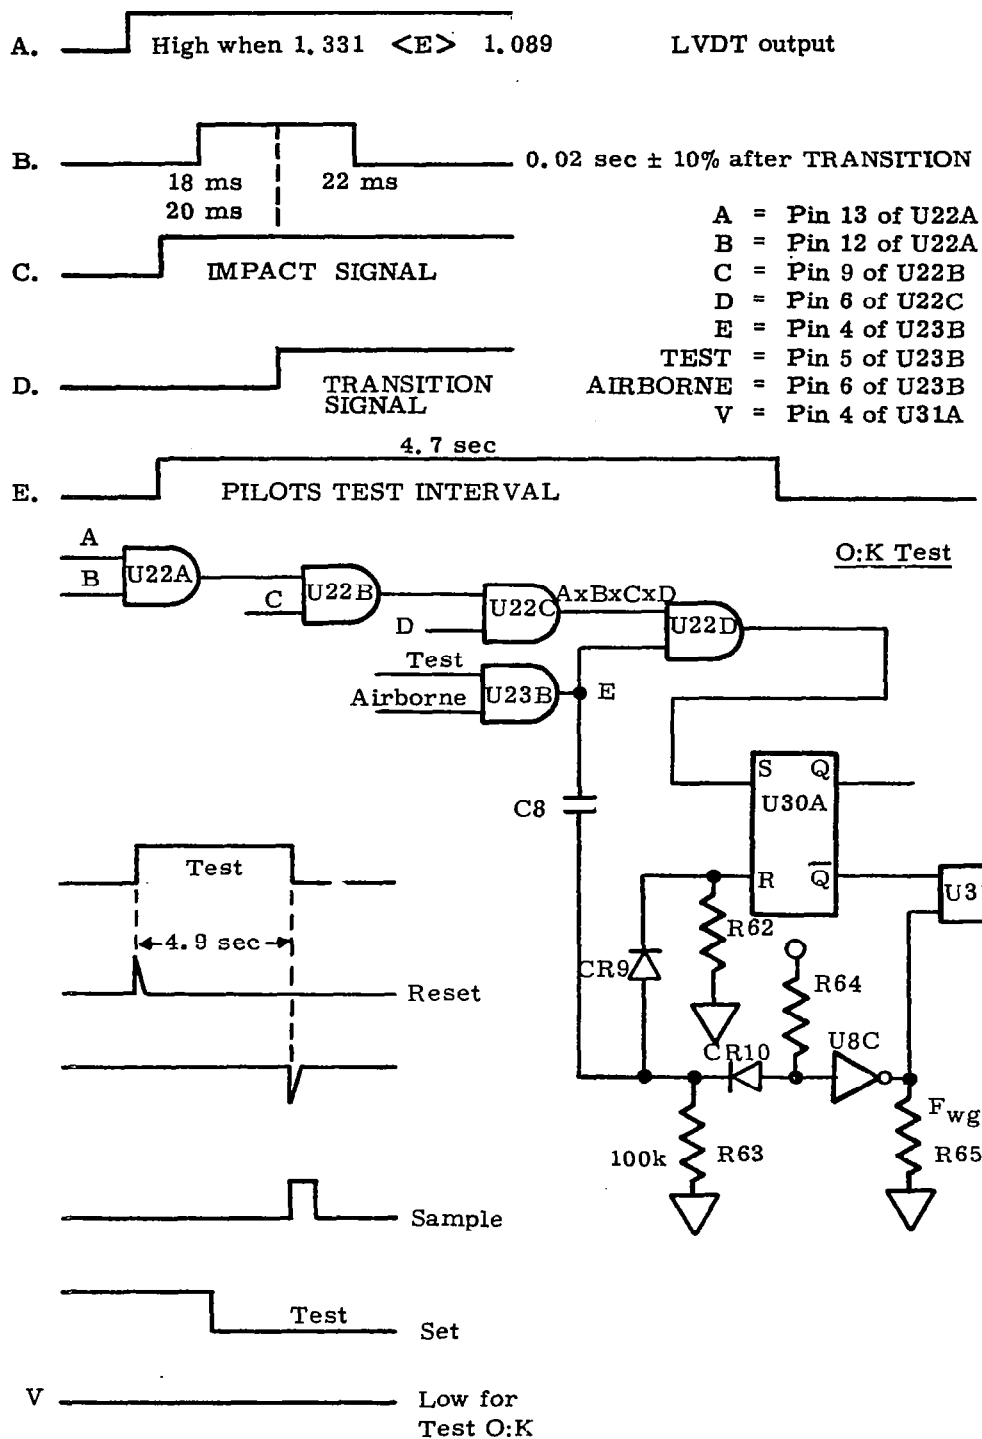 A. High when 1.331 <E> 1.089 LVDT output
B. 0.02 sec ± 10% after TRANSITION
18 ms 22 ms
20 ms
A = Pin 13 of U22A
B = Pin 12 of U22A
C = Pin 9 of U22B
D = Pin 6 of U22C
E = Pin 4 of U23B
TEST = Pin 5 of U23B
AIRBORNE = Pin 6 of U23B
V = Pin 4 of U31A
C. IMPACT SIGNAL
D. TRANSITION
SIGNAL
4.7 sec
E. PILOTS TEST INTERVAL
O:K Test
A
B
U22A
C
U22B
D
U22C
AxBxCxD
U22D
Test
Airborne
U23B
E
C8
S Q
U30A
R Q̅
U3
R62
CR9
R64
CR10
U8C
Fwg
R65
100k
R63
Test
4.9 sec
Reset
Sample
Test
Set
V Low for
Test O:K